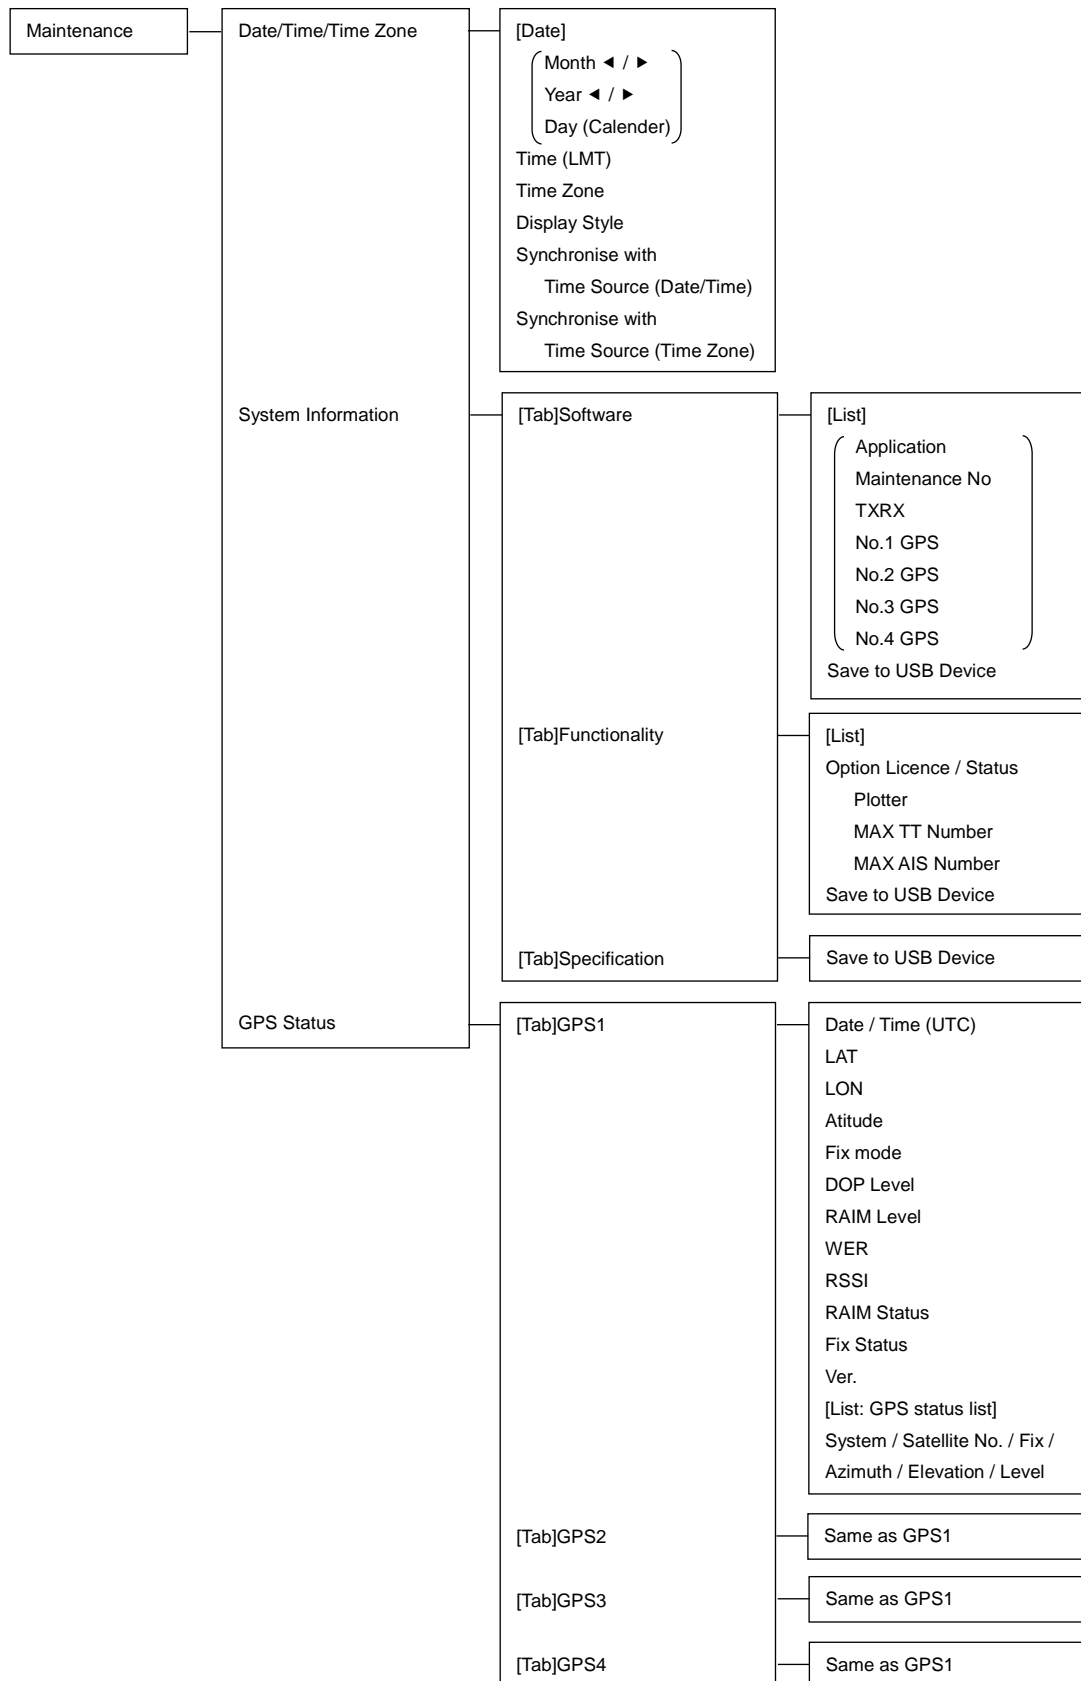 Maintenance
Date/Time/Time Zone
[Date]
Month ◄ / ►
Year ◄ / ►
Day (Calender)
Time (LMT)
Time Zone
Display Style
Synchronise with
Time Source (Date/Time)
Synchronise with
Time Source (Time Zone)
System Information
[Tab]Software
[List]
Application
Maintenance No
TXRX
No.1 GPS
No.2 GPS
No.3 GPS
No.4 GPS
Save to USB Device
[Tab]Functionality
[List]
Option Licence / Status
Plotter
MAX TT Number
MAX AIS Number
Save to USB Device
[Tab]Specification
Save to USB Device
GPS Status
[Tab]GPS1
Date / Time (UTC)
LAT
LON
Atitude
Fix mode
DOP Level
RAIM Level
WER
RSSI
RAIM Status
Fix Status
Ver.
[List: GPS status list]
System / Satellite No. / Fix /
Azimuth / Elevation / Level
[Tab]GPS2
Same as GPS1
[Tab]GPS3
Same as GPS1
[Tab]GPS4
Same as GPS1